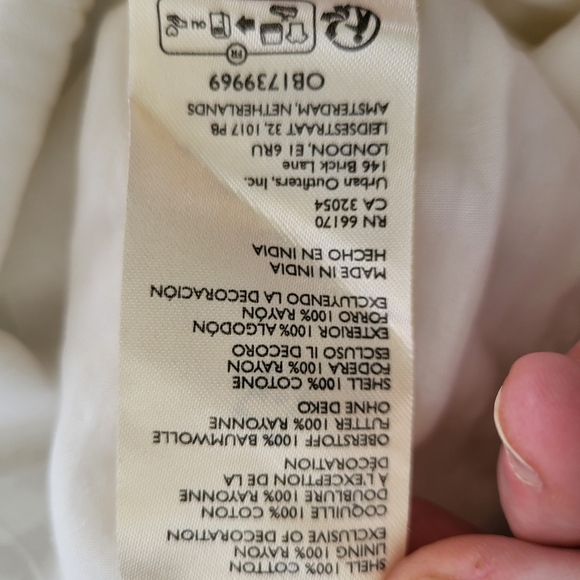 SHELL 100% COTTON
LINING 100% RAYON
EXCLUSIVE OF DECORATION
COQUILLE 100% COTON
DOUBLURE 100% RAYONNE
À L'EXCEPTION DE LA
DÉCORATION
OBERSTOFF 100% BAUMWOLLE
FUTTER 100% RAYONNE
OHNE DEKO
SHELL 100% COTONE
FODERA 100% RAYON
ESCLUSO IL DECORO
EXTERIOR 100% ALGODÓN
FORRO 100% RAYÓN
EXCLUYENDO LA DECORACIÓN
MADE IN INDIA
HECHO EN INDIA
RN 66170
CA 32054
Urban Outfitters, Inc.
146 Brick Lane
LONDON, E1 6RU
LEIDSESTRAAT 32, 1017 PB
AMSTERDAM, NETHERLANDS
OB1739969
FR
OU